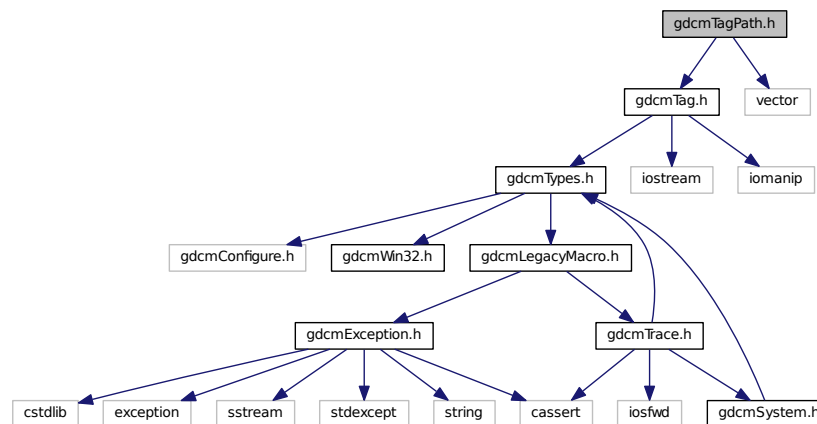 gdcmTagPath.h
gdcmTag.h
vector
gdcmTypes.h
iostream
iomanip
gdcmConfigure.h
gdcmWin32.h
gdcmLegacyMacro.h
gdcmException.h
gdcmTrace.h
cstdlib
exception
sstream
stdexcept
string
cassert
iosfwd
gdcmSystem.h